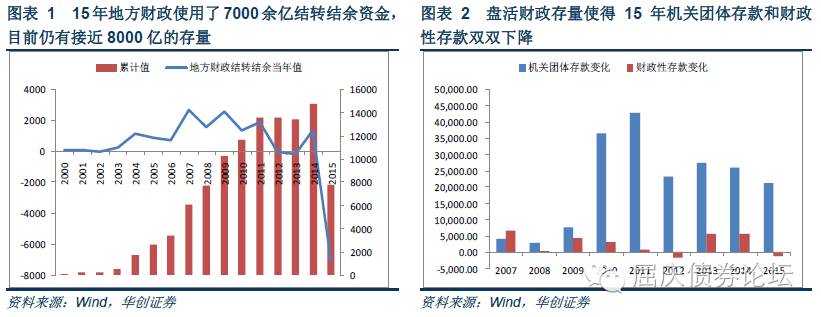 图表 1 15年地方财政使用了7000余亿结转结余资金，
目前仍有接近 8000 亿的存量
累计值 地方财政结转结余当年值
4000
2000
0
-2000
-4000
-6000
-8000
16000
14000
12000
10000
8000
6000
4000
2000
0
2000 2001 2002 2003 2004 2005 2006 2007 2008 2009 2010 2011 2012 2013 2014 2015
资料来源：Wind，华创证券
图表 2 盘活财政存量使得 15 年机关团体存款和财政
性存款双双下降
机关团体存款变化 财政性存款变化
50,000.00
45,000.00
40,000.00
35,000.00
30,000.00
25,000.00
20,000.00
15,000.00
10,000.00
5,000.00
0.00
-5,000.00
2007 2008 2009 2011 2012 2013 2014 2015
屈庆债券论坛
资料来源：Wind，华创证券